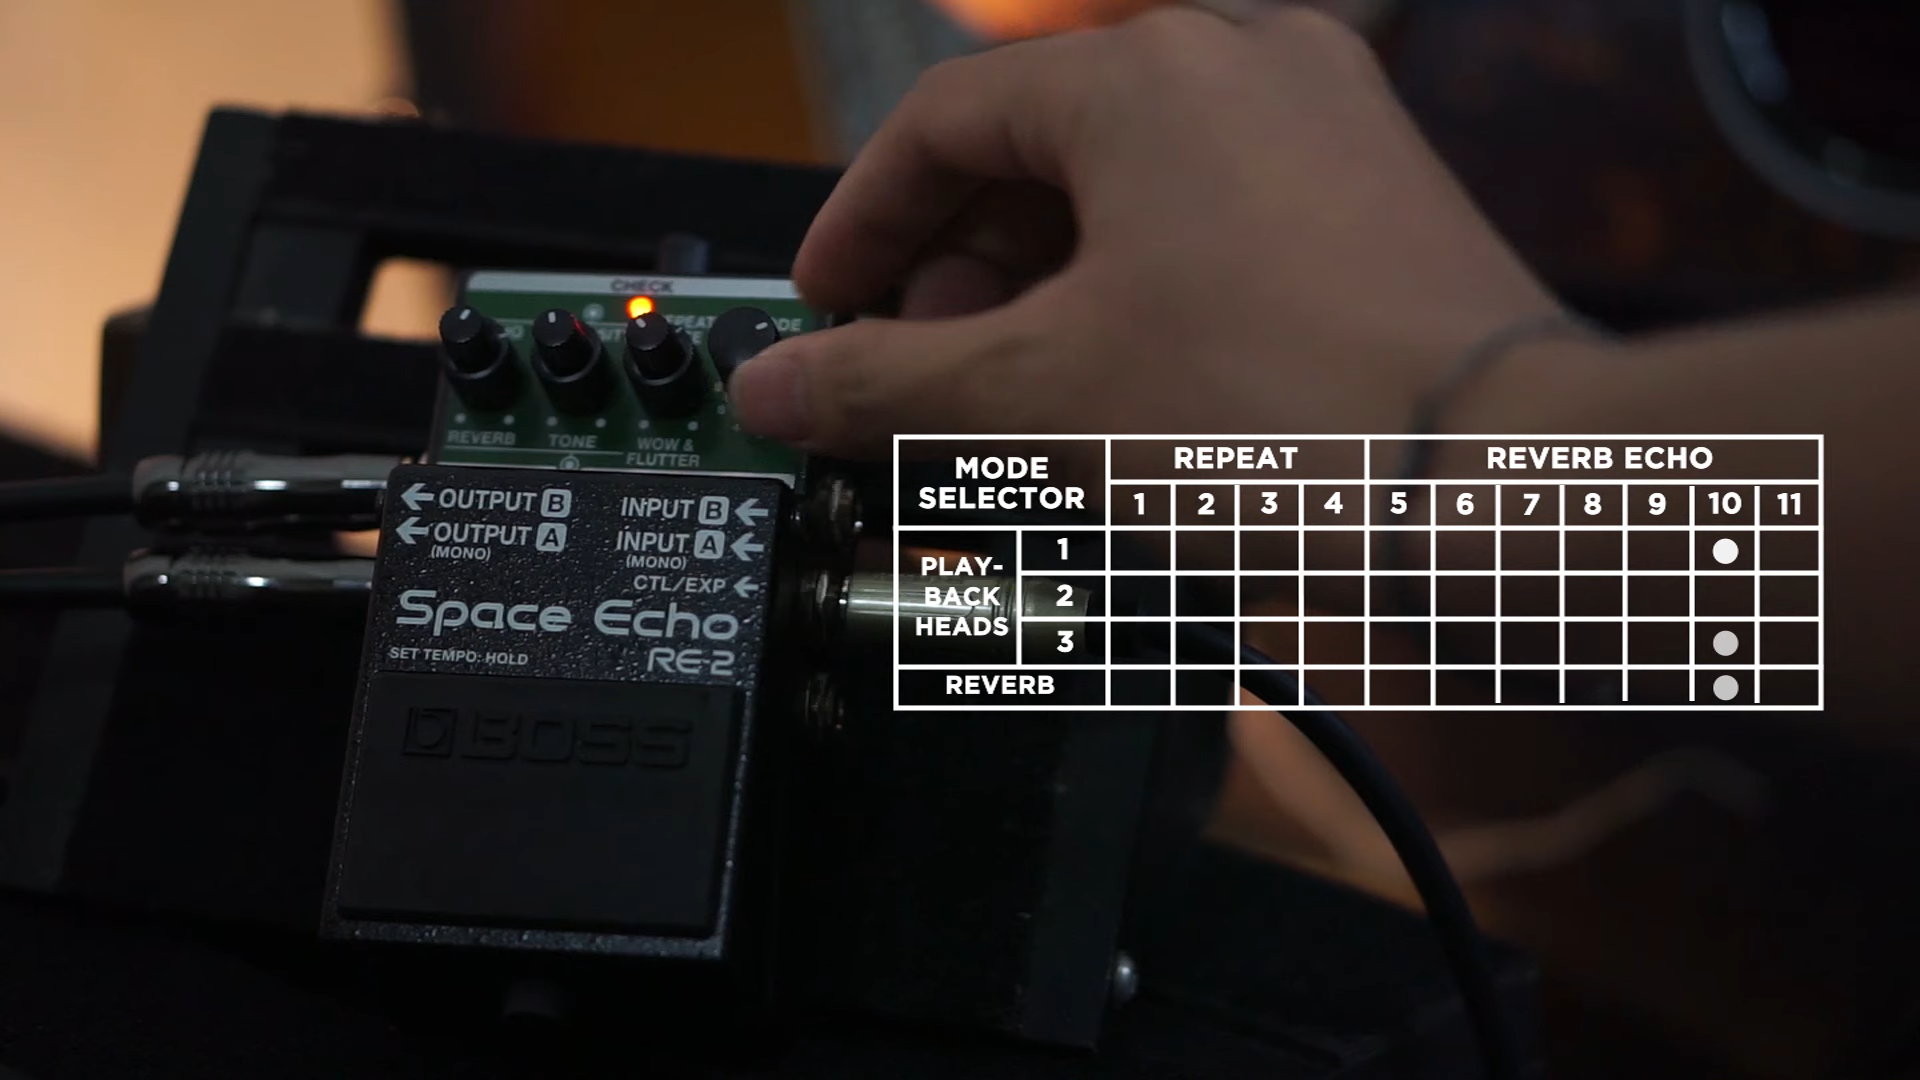 CHECK
REVERB TONE WOW &
FLUTTER
OUTPUT B INPUT B
OUTPUT A INPUT A
(MONO) (MONO)
CTL/EXP
Space Echo
SET TEMPO: HOLD RE-2
BOSS
MODE SELECTOR REPEAT REVERB ECHO
1 2 3 4 5 6 7 8 9 10 11
PLAY-
BACK
HEADS
1
2
3
REVERB